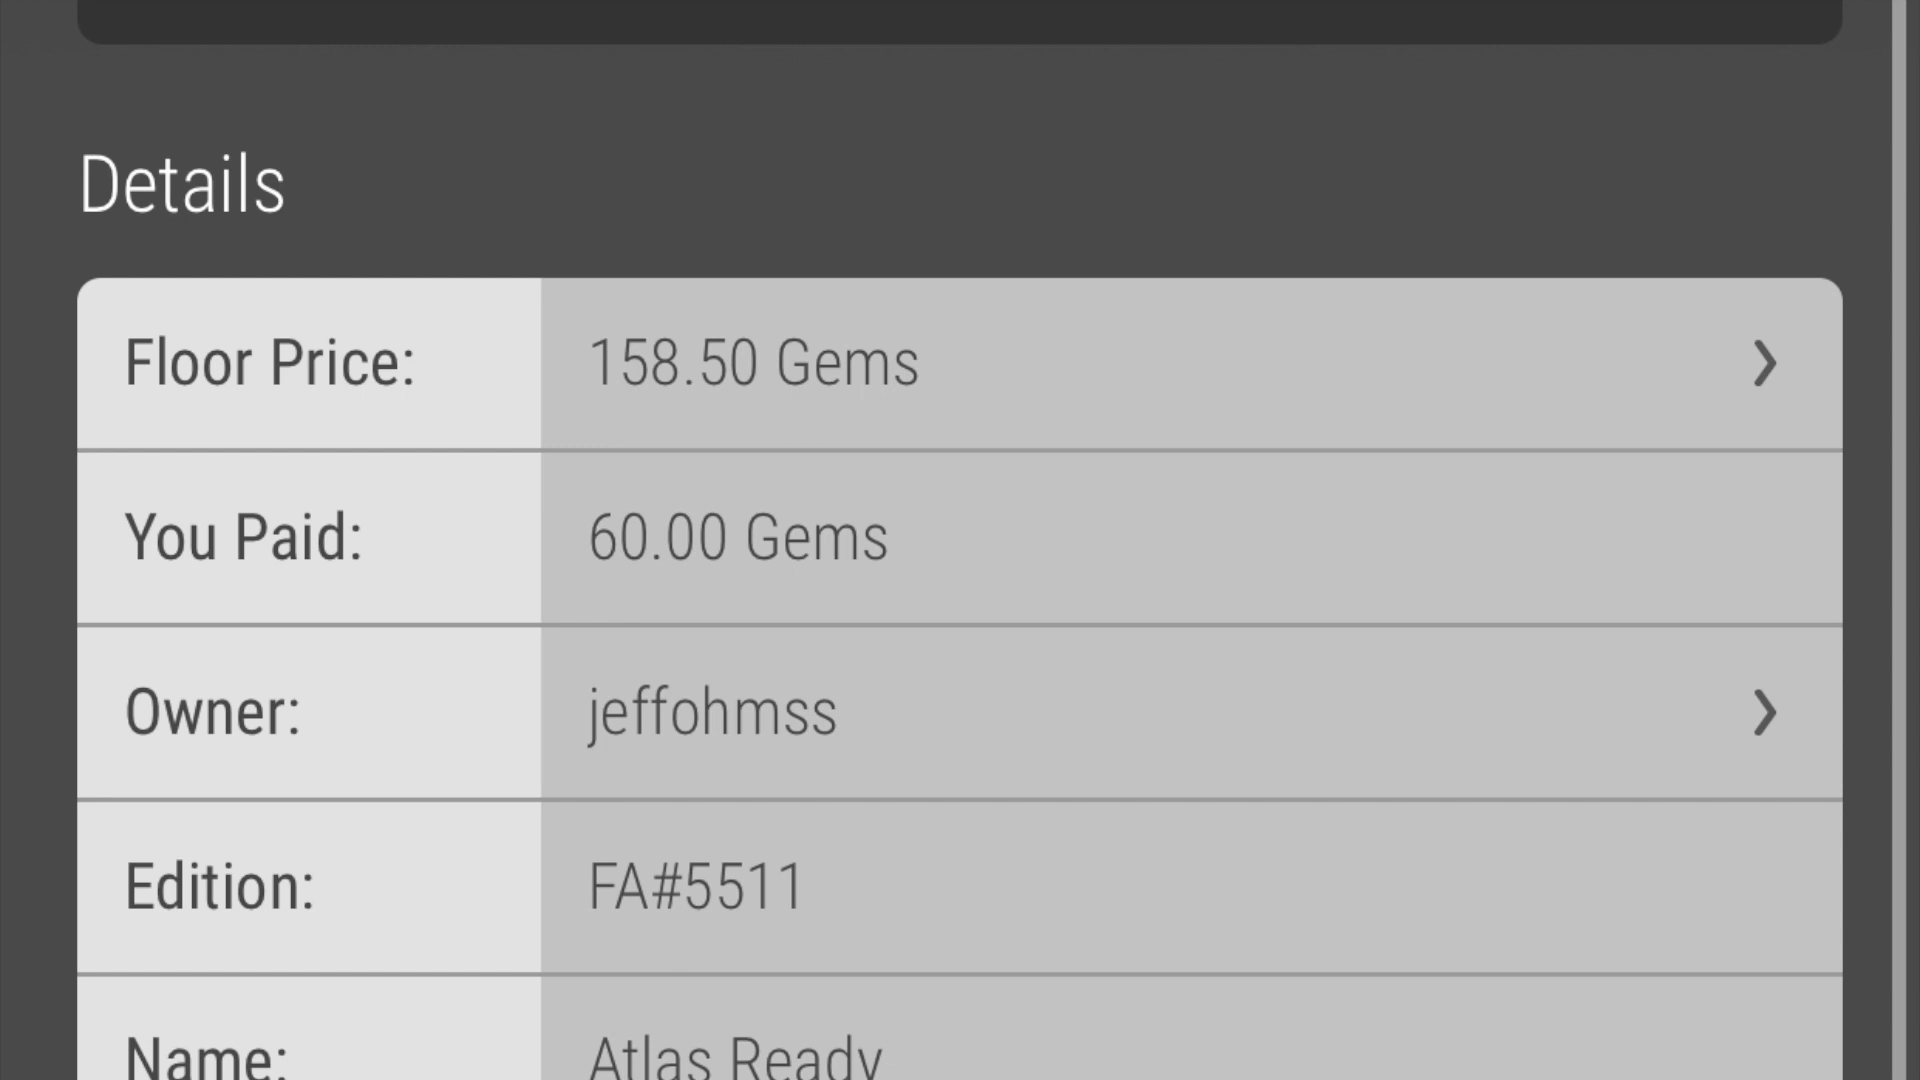 Details
Floor Price: 158.50 Gems
You Paid: 60.00 Gems
Owner: jeffohmss
Edition: FA#5511
Name: Atlas Ready